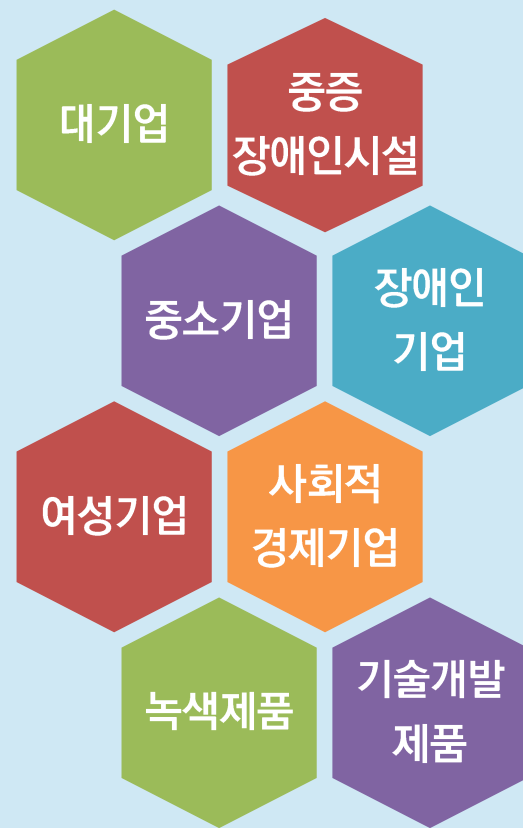 대기업
중증
장애인시설
중소기업
장애인
기업
여성기업
사회적
경제기업
녹색제품
기술개발
제품